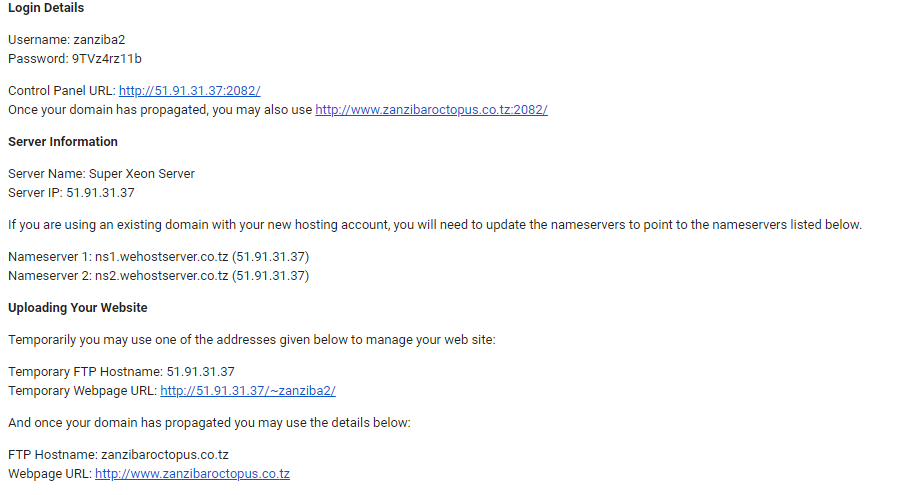 Login Details
Username: zanziba2
Password: 9TVz4rz11b
Control Panel URL: http://51.91.31.37:2082/
Once your domain has propagated, you may also use http://www.zanzibaroctopus.co.tz:2082/
Server Information
Server Name: Super Xeon Server
Server IP: 51.91.31.37
If you are using an existing domain with your new hosting account, you will need to update the nameservers to point to the nameservers listed below.
Nameserver 1: ns1.wehostserver.co.tz (51.91.31.37)
Nameserver 2: ns2.wehostserver.co.tz (51.91.31.37)
Uploading Your Website
Temporarily you may use one of the addresses given below to manage your web site:
Temporary FTP Hostname: 51.91.31.37
Temporary Webpage URL: http://51.91.31.37/~zanziba2/
And once your domain has propagated you may use the details below:
FTP Hostname: zanzibaroctopus.co.tz
Webpage URL: http://www.zanzibaroctopus.co.tz